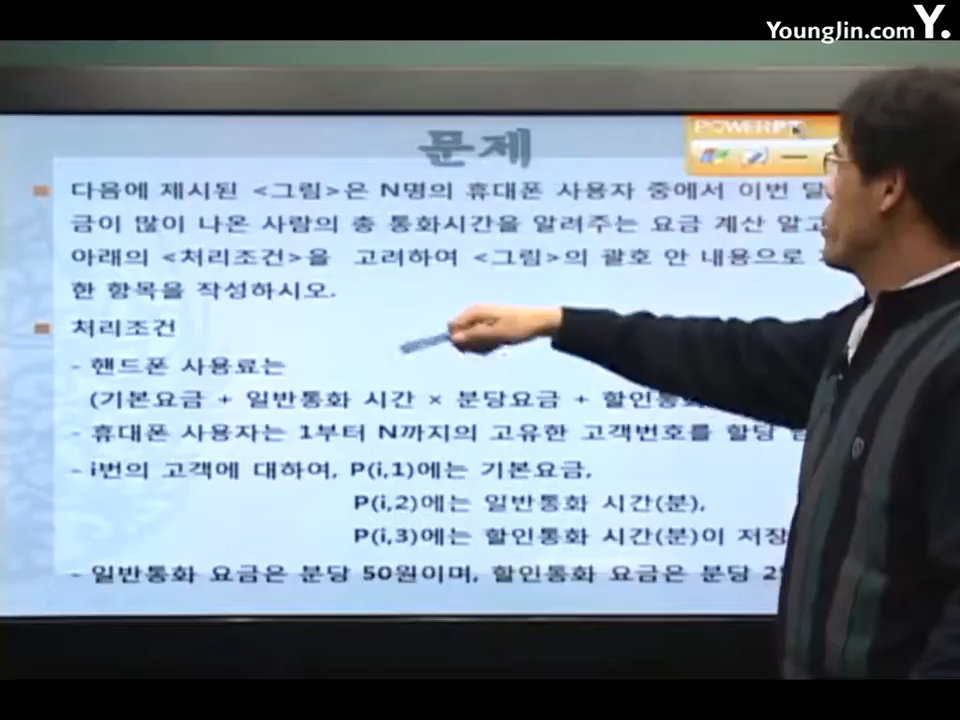 YoungJin.com Y.
문제
POWER
다음에 제시된 <그림>은 N명의 휴대폰 사용자 중에서 이번 달
금이 많이 나온 사람의 총 통화시간을 알려주는 요금 계산 알고
아래의 <처리조건>을 고려하여 <그림>의 괄호 안 내용으로
한 항목을 작성하시오.
처리조건
- 핸드폰 사용료는
(기본요금 + 일반통화 시간 × 분당요금 + 할인통화
- 휴대폰 사용자는 1부터 N까지의 고유한 고객번호를 할당
- i번의 고객에 대하여, P(i,1)에는 기본요금,
P(i,2)에는 일반통화 시간(분),
P(i,3)에는 할인통화 시간(분)이 저장
- 일반통화 요금은 분당 50원이며, 할인통화 요금은 분당 2